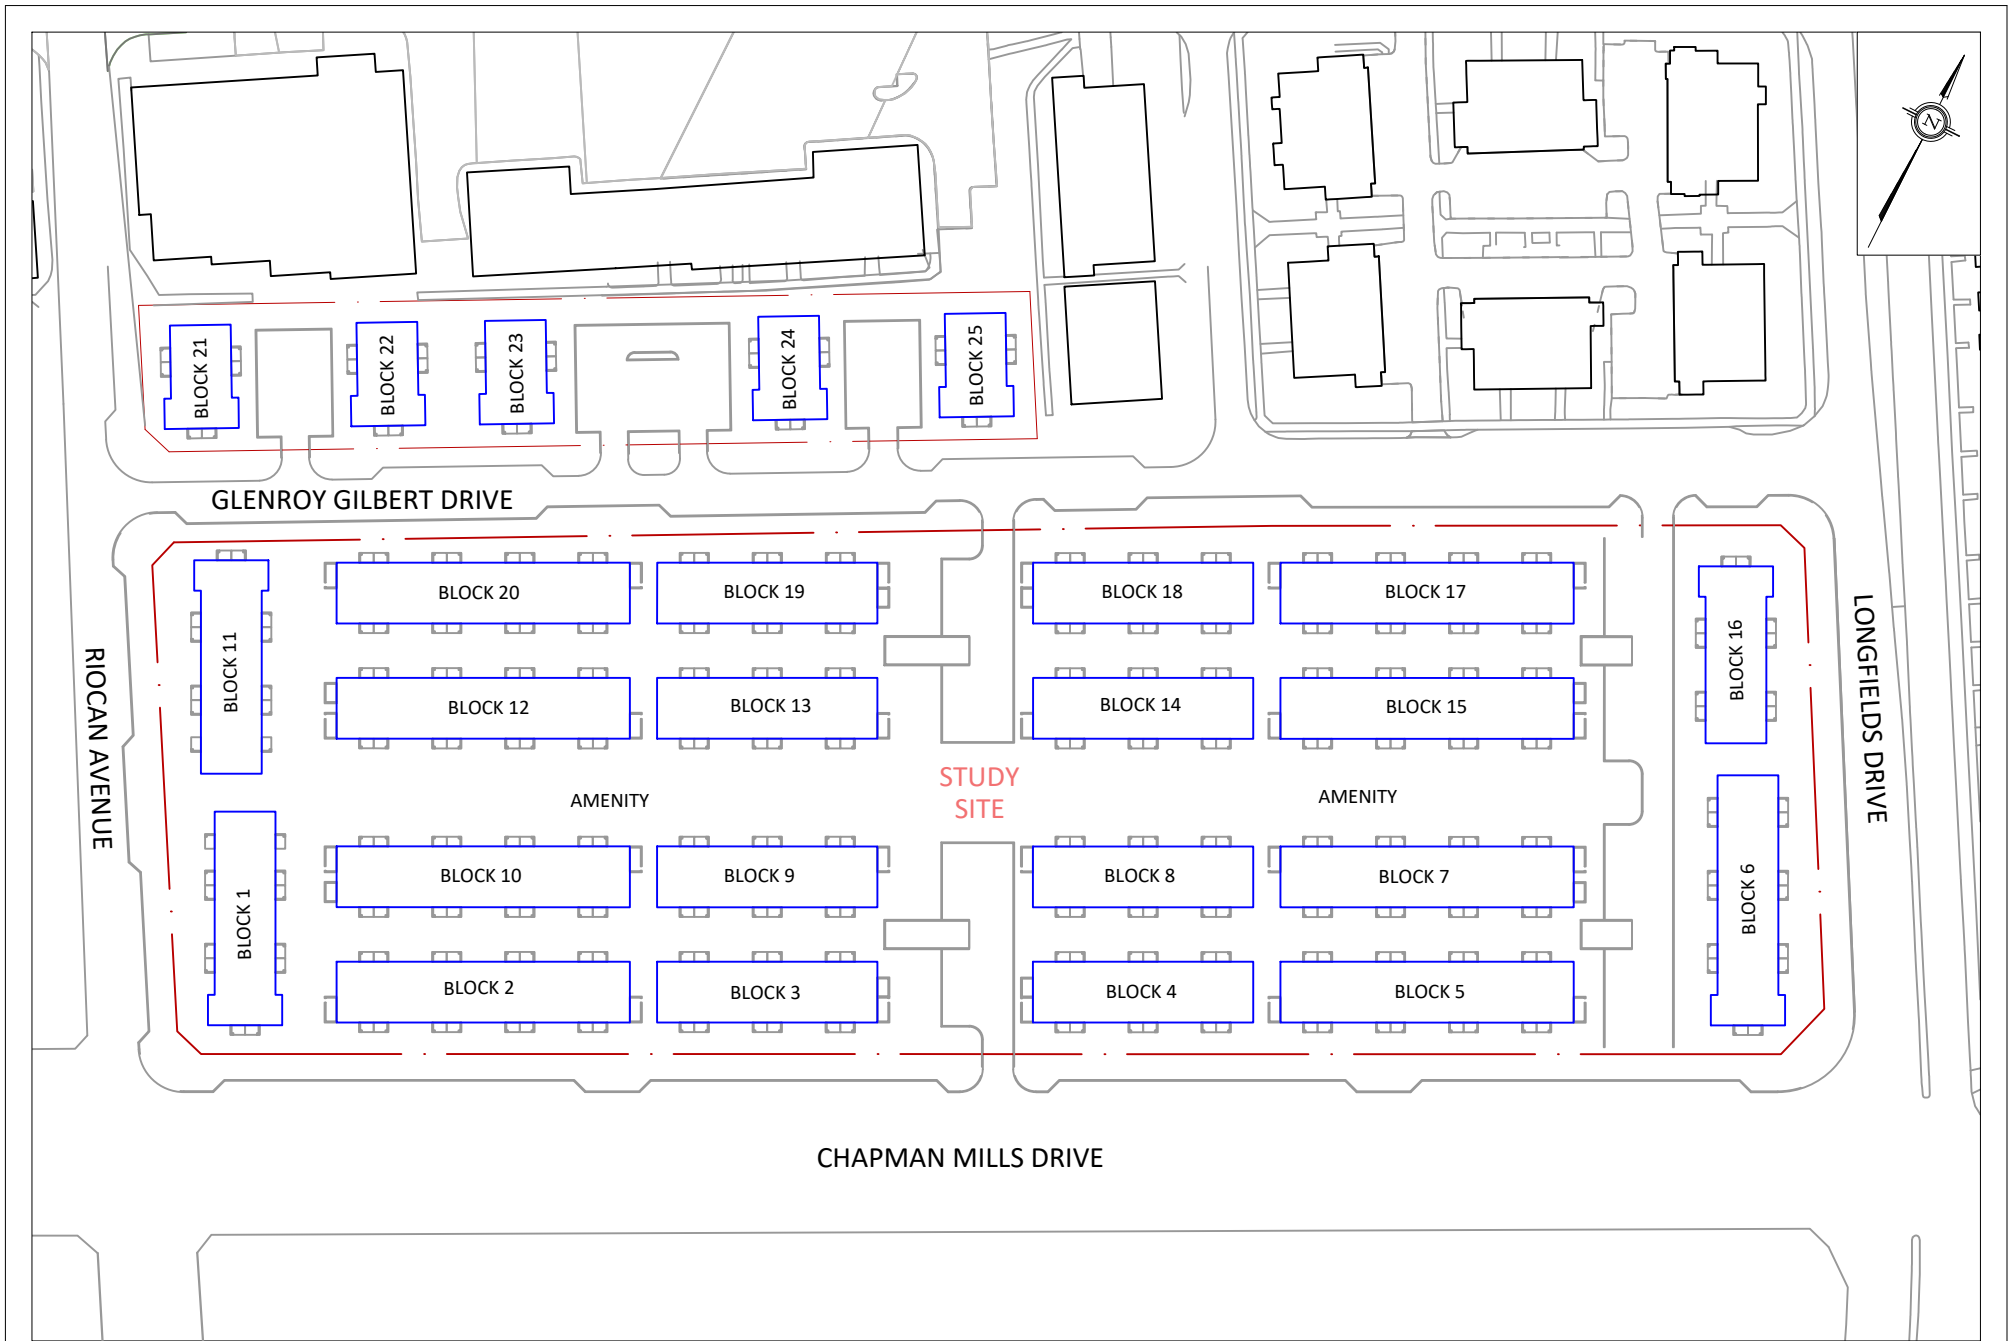 N
BLOCK 21
BLOCK 22
BLOCK 23
BLOCK 24
BLOCK 25
GLENROY GILBERT DRIVE
BLOCK 11
BLOCK 20
BLOCK 19
BLOCK 18
BLOCK 17
BLOCK 16
LONGFIELDS DRIVE
RIOCAN AVENUE
BLOCK 12
BLOCK 13
BLOCK 14
BLOCK 15
STUDY
SITE
AMENITY
AMENITY
BLOCK 1
BLOCK 10
BLOCK 9
BLOCK 8
BLOCK 7
BLOCK 6
BLOCK 2
BLOCK 3
BLOCK 4
BLOCK 5
CHAPMAN MILLS DRIVE